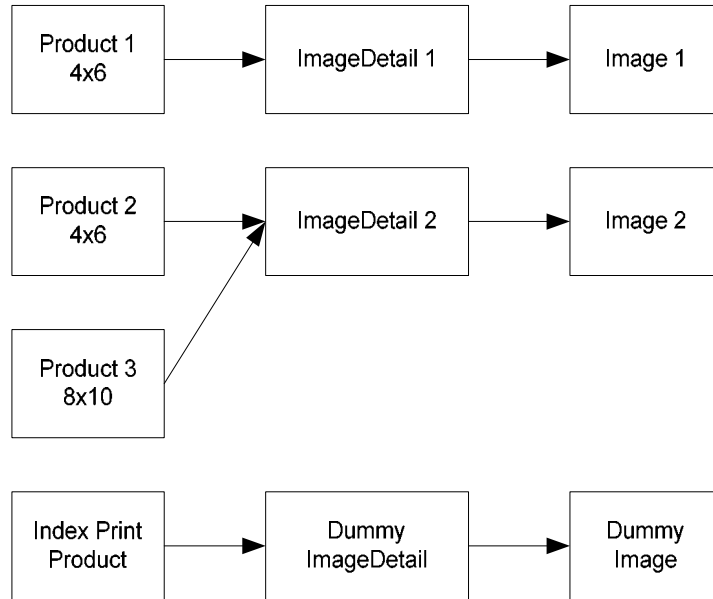 Product 1
4x6
ImageDetail 1
Image 1
Product 2
4x6
ImageDetail 2
Image 2
Product 3
8x10
Index Print
Product
Dummy
ImageDetail
Dummy
Image